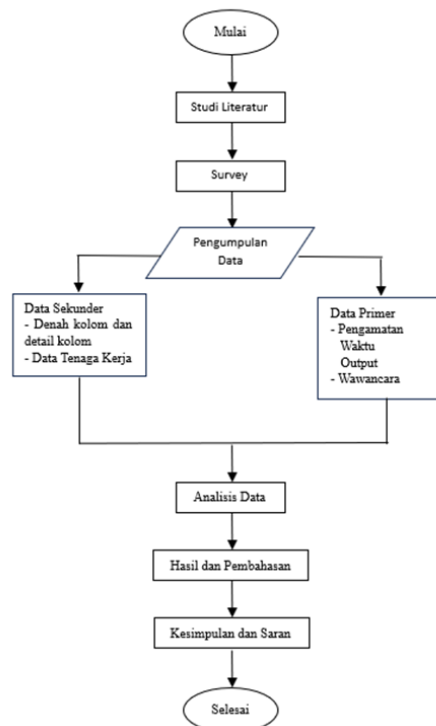 Mulai
Studi Literatur
Survey
Pengumpulan
Data
Data Sekunder
- Denah kolom dan
detail kolom
- Data Tenaga Kerja
Data Primer
- Pengamatan
Waktu
Output
- Wawancara
Analisis Data
Hasil dan Pembahasan
Kesimpulan dan Saran
Selesai